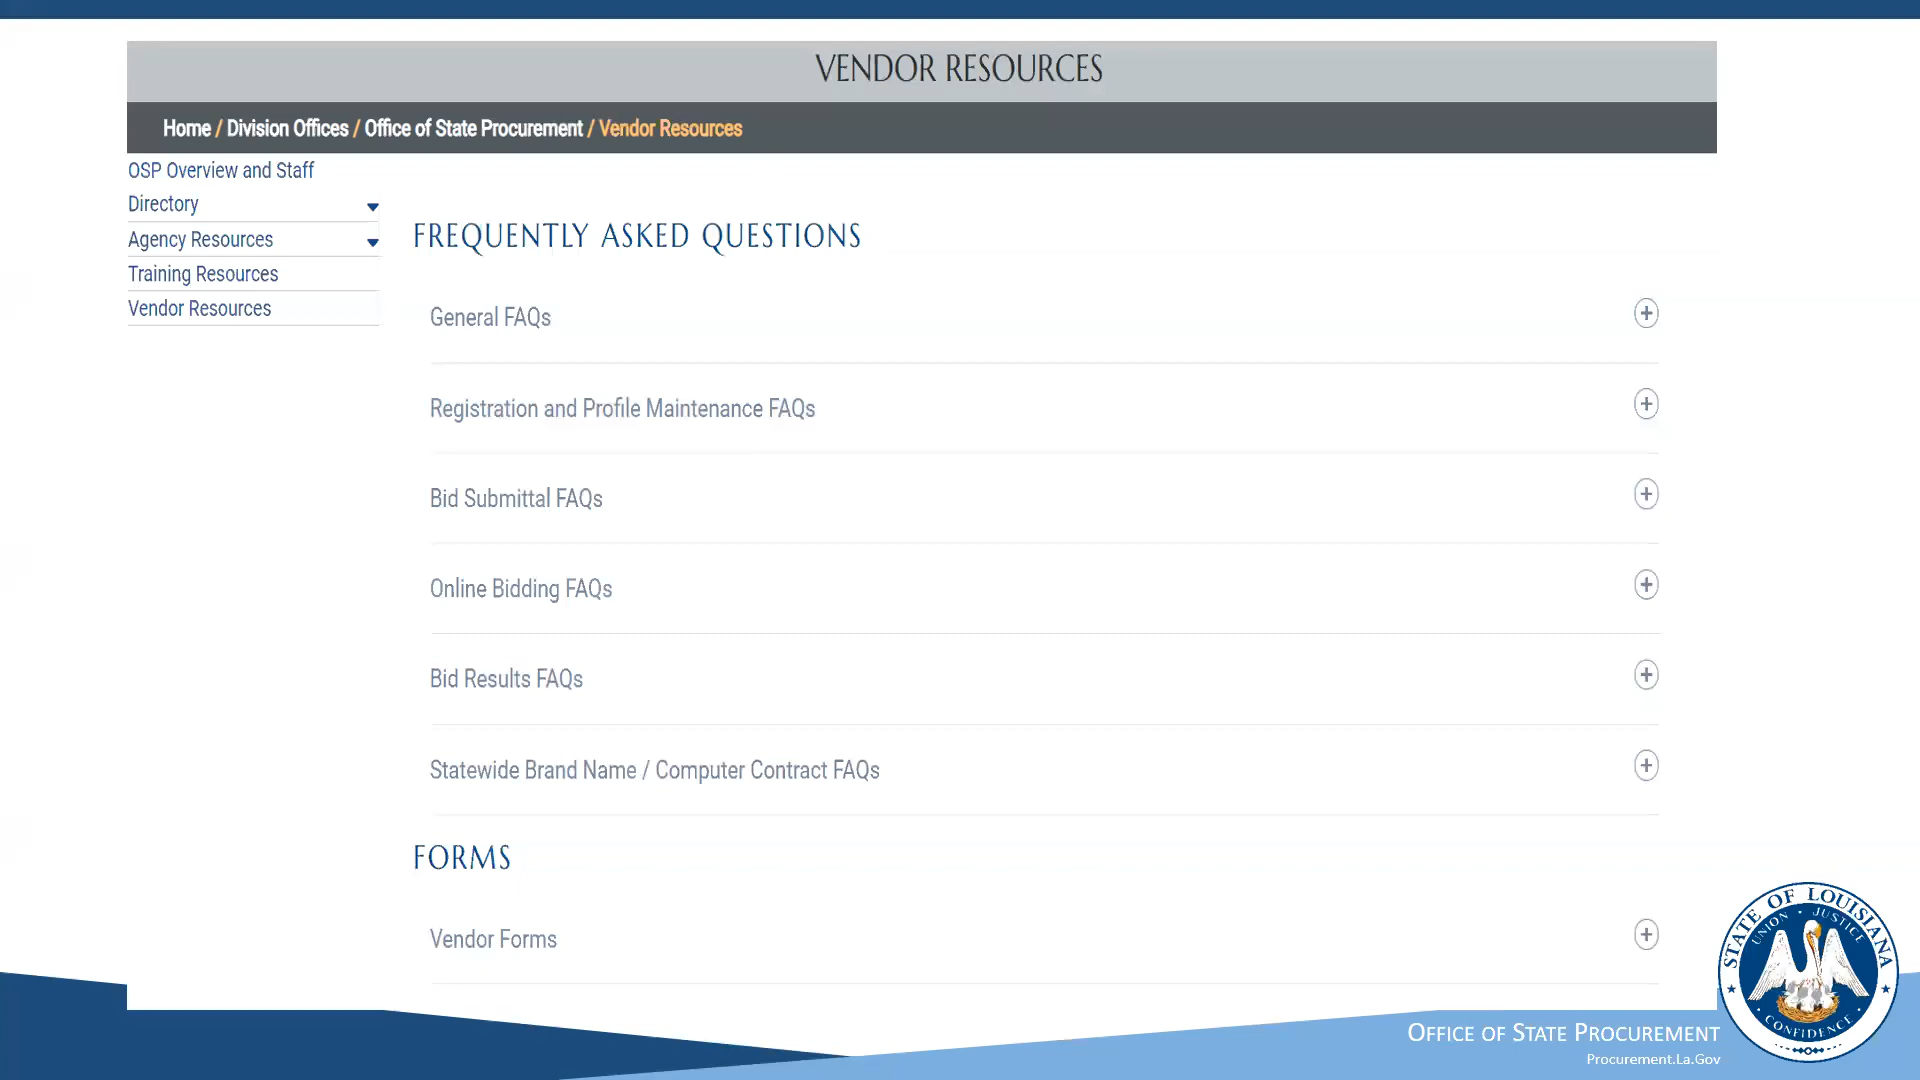 VENDOR RESOURCES
Home / Division Offices / Office of State Procurement / Vendor Resources
OSP Overview and Staff
Directory
Agency Resources
Training Resources
Vendor Resources
FREQUENTLY ASKED QUESTIONS
General FAQs
Registration and Profile Maintenance FAQs
Bid Submittal FAQs
Online Bidding FAQs
Bid Results FAQs
Statewide Brand Name / Computer Contract FAQs
FORMS
Vendor Forms
STATE OF LOUISIANA
UNION · JUSTICE
CONFIDENCE
OFFICE OF STATE PROCUREMENT
Procurement.La.Gov